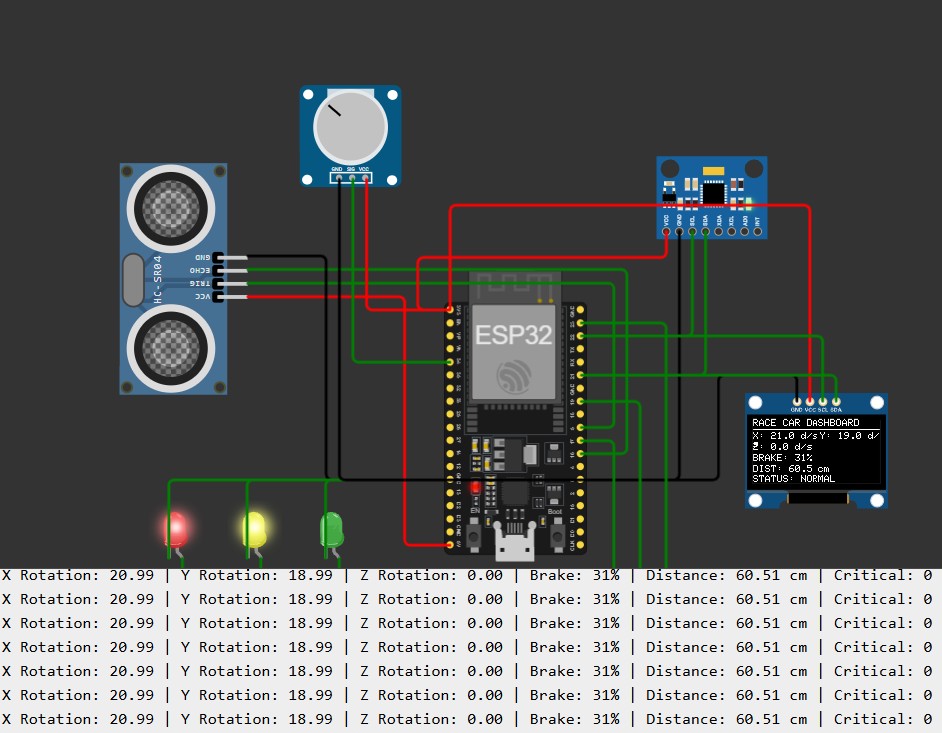 GND SIG VCC
VCC GND SCL SDA XDA XCL AD0 INT
HC-SR04
GND
ECHO
TRIG
VCC
ESP32
EN
Boot
GND VCC SCL SDA
RACE CAR DASHBOARD
X: 21.0 d/s Y: 19.0 d/
Z: 0.0 d/s
BRAKE: 31%
DIST: 60.5 cm
STATUS: NORMAL
X Rotation: 20.99 | Y Rotation: 18.99 | Z Rotation: 0.00 | Brake: 31% | Distance: 60.51 cm | Critical: 0
X Rotation: 20.99 | Y Rotation: 18.99 | Z Rotation: 0.00 | Brake: 31% | Distance: 60.51 cm | Critical: 0
X Rotation: 20.99 | Y Rotation: 18.99 | Z Rotation: 0.00 | Brake: 31% | Distance: 60.51 cm | Critical: 0
X Rotation: 20.99 | Y Rotation: 18.99 | Z Rotation: 0.00 | Brake: 31% | Distance: 60.51 cm | Critical: 0
X Rotation: 20.99 | Y Rotation: 18.99 | Z Rotation: 0.00 | Brake: 31% | Distance: 60.51 cm | Critical: 0
X Rotation: 20.99 | Y Rotation: 18.99 | Z Rotation: 0.00 | Brake: 31% | Distance: 60.51 cm | Critical: 0
X Rotation: 20.99 | Y Rotation: 18.99 | Z Rotation: 0.00 | Brake: 31% | Distance: 60.51 cm | Critical: 0